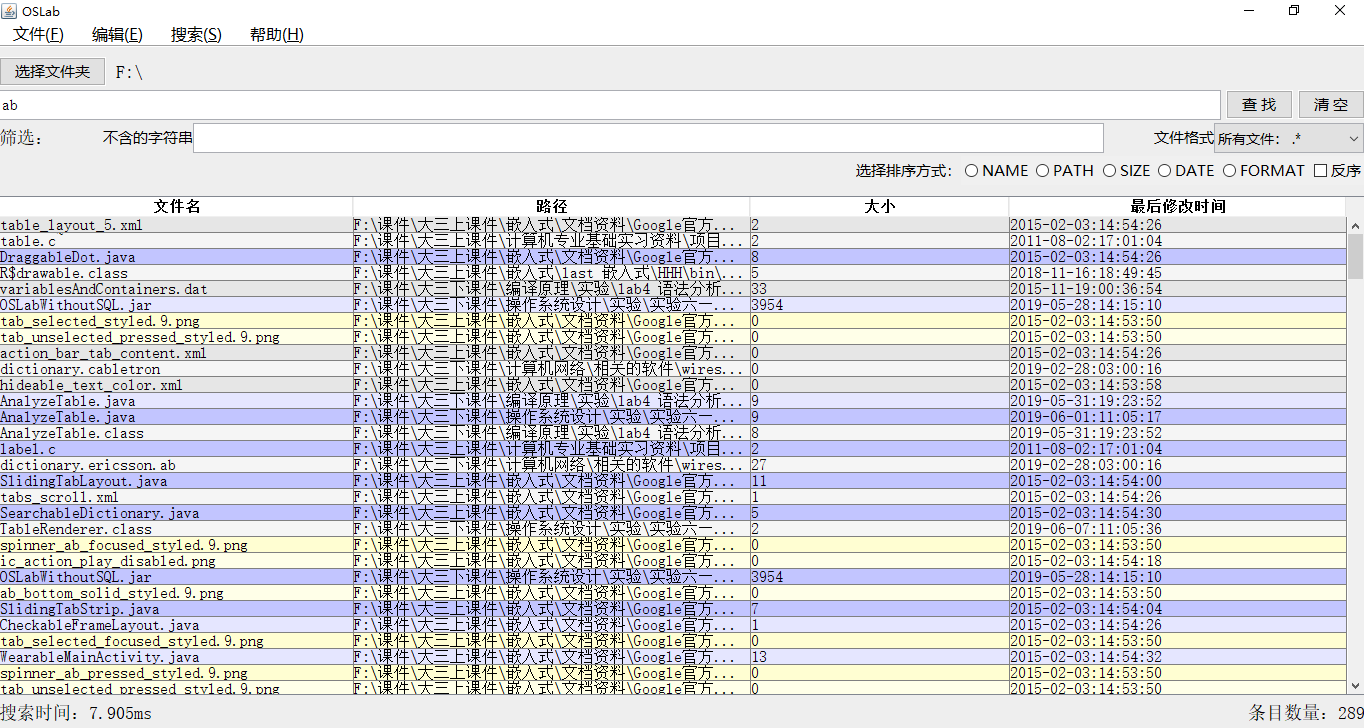 OSLab
文件(F) 编辑(E) 搜索(S) 帮助(H)
选择文件夹 F:\
ab 查 找 清 空
筛选： 不含的字符串 文件格式 所有文件： .*
选择排序方式： NAME PATH SIZE DATE FORMAT 反序
文件名 路径 大小 最后修改时间
table_layout_5.xml F:\课件\大三上课件\嵌入式\文档资料\Google官方... 2 2015-02-03:14:54:26
table.c F:\课件\大三上课件\计算机专业基础实习资料\项目... 2 2011-08-02:17:01:04
DraggableDot.java F:\课件\大三上课件\嵌入式\文档资料\Google官方... 8 2015-02-03:14:54:26
R$drawable.class F:\课件\大三上课件\嵌入式\last_嵌入式\HHH\bin\... 5 2018-11-16:18:49:45
variablesAndContainers.dat F:\课件\大三下课件\编译原理\实验\lab4_语法分析... 33 2015-11-19:00:36:54
OSLabWithoutSQL.jar F:\课件\大三下课件\操作系统设计\实验\实验六一... 3954 2019-05-28:14:15:10
tab_selected_styled.9.png F:\课件\大三上课件\嵌入式\文档资料\Google官方... 0 2015-02-03:14:53:50
tab_unselected_pressed_styled.9.png F:\课件\大三上课件\嵌入式\文档资料\Google官方... 0 2015-02-03:14:53:50
action_bar_tab_content.xml F:\课件\大三上课件\嵌入式\文档资料\Google官方... 0 2015-02-03:14:54:26
dictionary.cabletron F:\课件\大三下课件\计算机网络\相关的软件\wires... 0 2019-02-28:03:00:16
hideable_text_color.xml F:\课件\大三上课件\嵌入式\文档资料\Google官方... 0 2015-02-03:14:53:58
AnalyzeTable.java F:\课件\大三下课件\编译原理\实验\lab4_语法分析... 9 2019-05-31:19:23:52
AnalyzeTable.java F:\课件\大三下课件\操作系统设计\实验\实验六一... 9 2019-06-01:11:05:17
AnalyzeTable.class F:\课件\大三下课件\编译原理\实验\lab4_语法分析... 8 2019-05-31:19:23:52
label.c F:\课件\大三上课件\计算机专业基础实习资料\项目... 2 2011-08-02:17:01:04
dictionary.ericsson.ab F:\课件\大三下课件\计算机网络\相关的软件\wires... 27 2019-02-28:03:00:16
SlidingTabLayout.java F:\课件\大三上课件\嵌入式\文档资料\Google官方... 11 2015-02-03:14:54:00
tabs_scroll.xml F:\课件\大三上课件\嵌入式\文档资料\Google官方... 1 2015-02-03:14:54:26
SearchableDictionary.java F:\课件\大三上课件\嵌入式\文档资料\Google官方... 5 2015-02-03:14:54:30
TableRenderer.class F:\课件\大三下课件\操作系统设计\实验\实验六一... 2 2019-06-07:11:05:36
spinner_ab_focused_styled.9.png F:\课件\大三上课件\嵌入式\文档资料\Google官方... 0 2015-02-03:14:53:50
ic_action_play_disabled.png F:\课件\大三上课件\嵌入式\文档资料\Google官方... 0 2015-02-03:14:54:18
OSLabWithoutSQL.jar F:\课件\大三下课件\操作系统设计\实验\实验六一... 3954 2019-05-28:14:15:10
ab_bottom_solid_styled.9.png F:\课件\大三上课件\嵌入式\文档资料\Google官方... 0 2015-02-03:14:53:50
SlidingTabStrip.java F:\课件\大三上课件\嵌入式\文档资料\Google官方... 7 2015-02-03:14:54:04
CheckableFrameLayout.java F:\课件\大三上课件\嵌入式\文档资料\Google官方... 1 2015-02-03:14:54:26
tab_selected_focused_styled.9.png F:\课件\大三上课件\嵌入式\文档资料\Google官方... 0 2015-02-03:14:53:50
WearableMainActivity.java F:\课件\大三上课件\嵌入式\文档资料\Google官方... 13 2015-02-03:14:54:32
spinner_ab_pressed_styled.9.png F:\课件\大三上课件\嵌入式\文档资料\Google官方... 0 2015-02-03:14:53:50
tab_unselected_pressed_styled.9.png F:\课件\大三上课件\嵌入式\文档资料\Google官方... 0 2015-02-03:14:53:50
搜索时间：7.905ms 条目数量：289